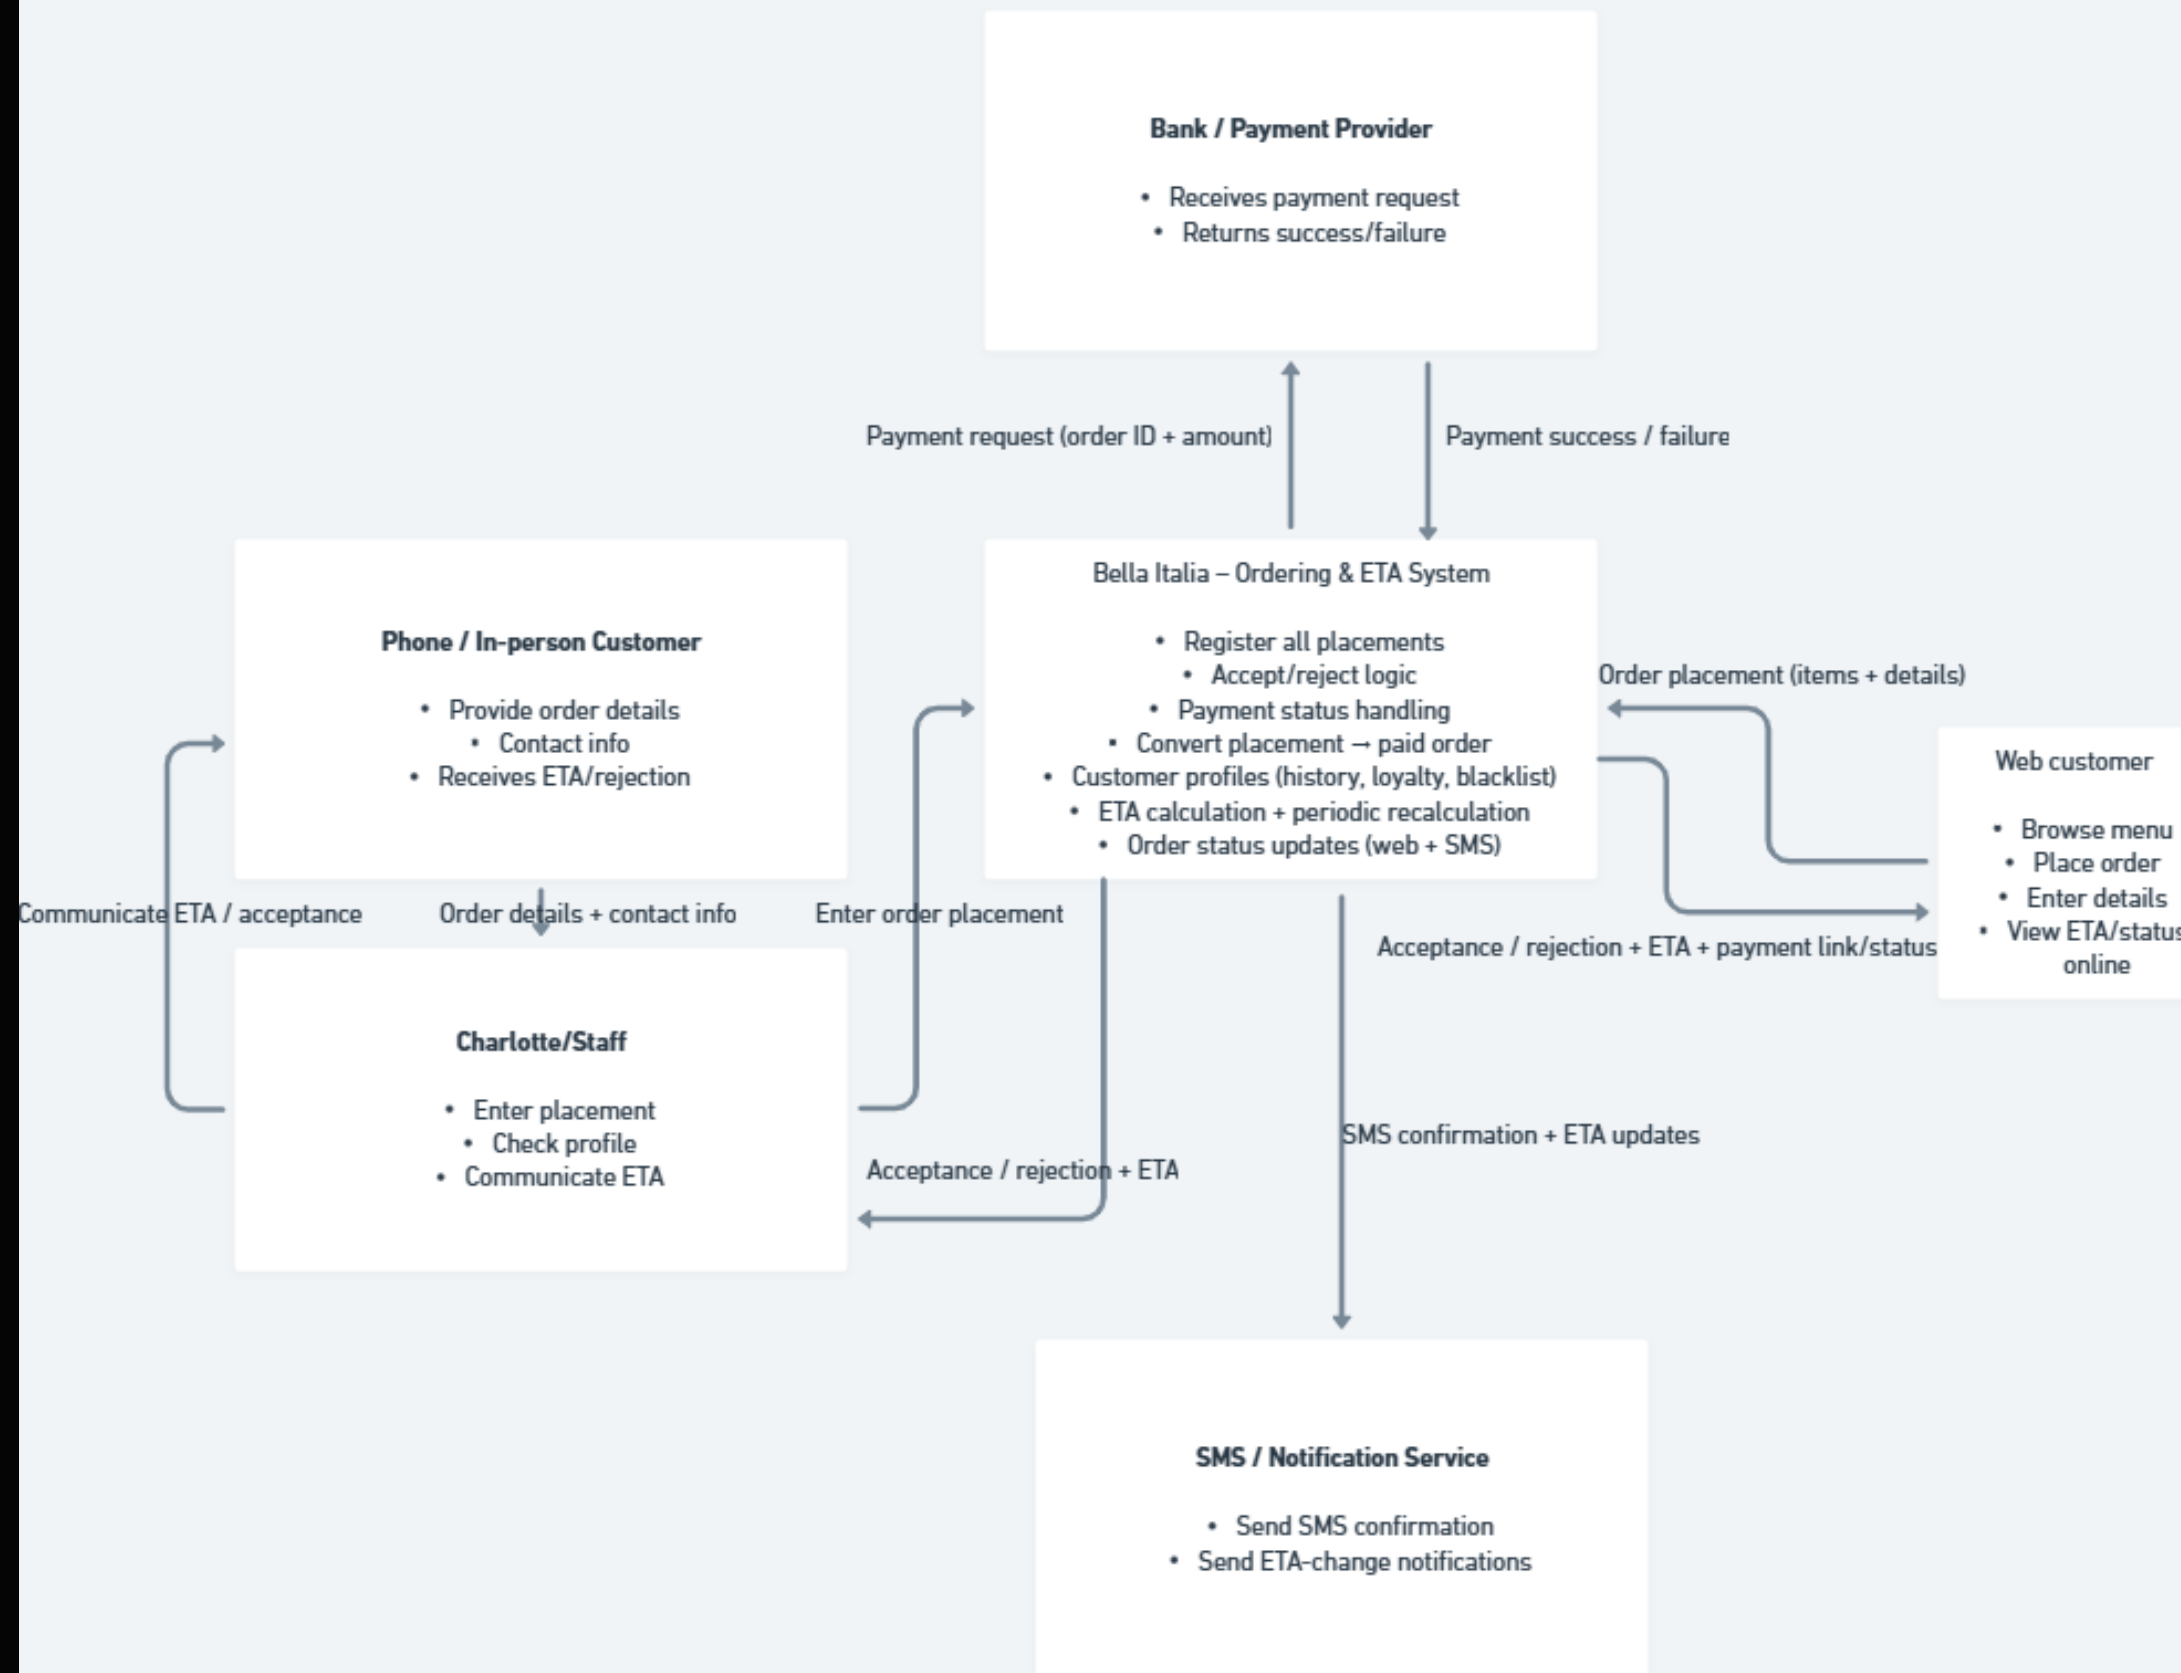 Bank / Payment Provider
• Receives payment request
• Returns success/failure
Payment request (order ID + amount)
Payment success / failure
Phone / In-person Customer
• Provide order details
• Contact info
• Receives ETA/rejection
Bella Italia – Ordering & ETA System
• Register all placements
• Accept/reject logic
• Payment status handling
• Convert placement → paid order
• Customer profiles (history, loyalty, blacklist)
• ETA calculation + periodic recalculation
• Order status updates (web + SMS)
Order placement (items + details)
Web customer
• Browse menu
• Place order
• Enter details
• View ETA/status
online
Acceptance / rejection + ETA + payment link/status
Communicate ETA / acceptance
Order details + contact info
Enter order placement
Charlotte/Staff
• Enter placement
• Check profile
• Communicate ETA
Acceptance / rejection + ETA
SMS confirmation + ETA updates
SMS / Notification Service
• Send SMS confirmation
• Send ETA-change notifications